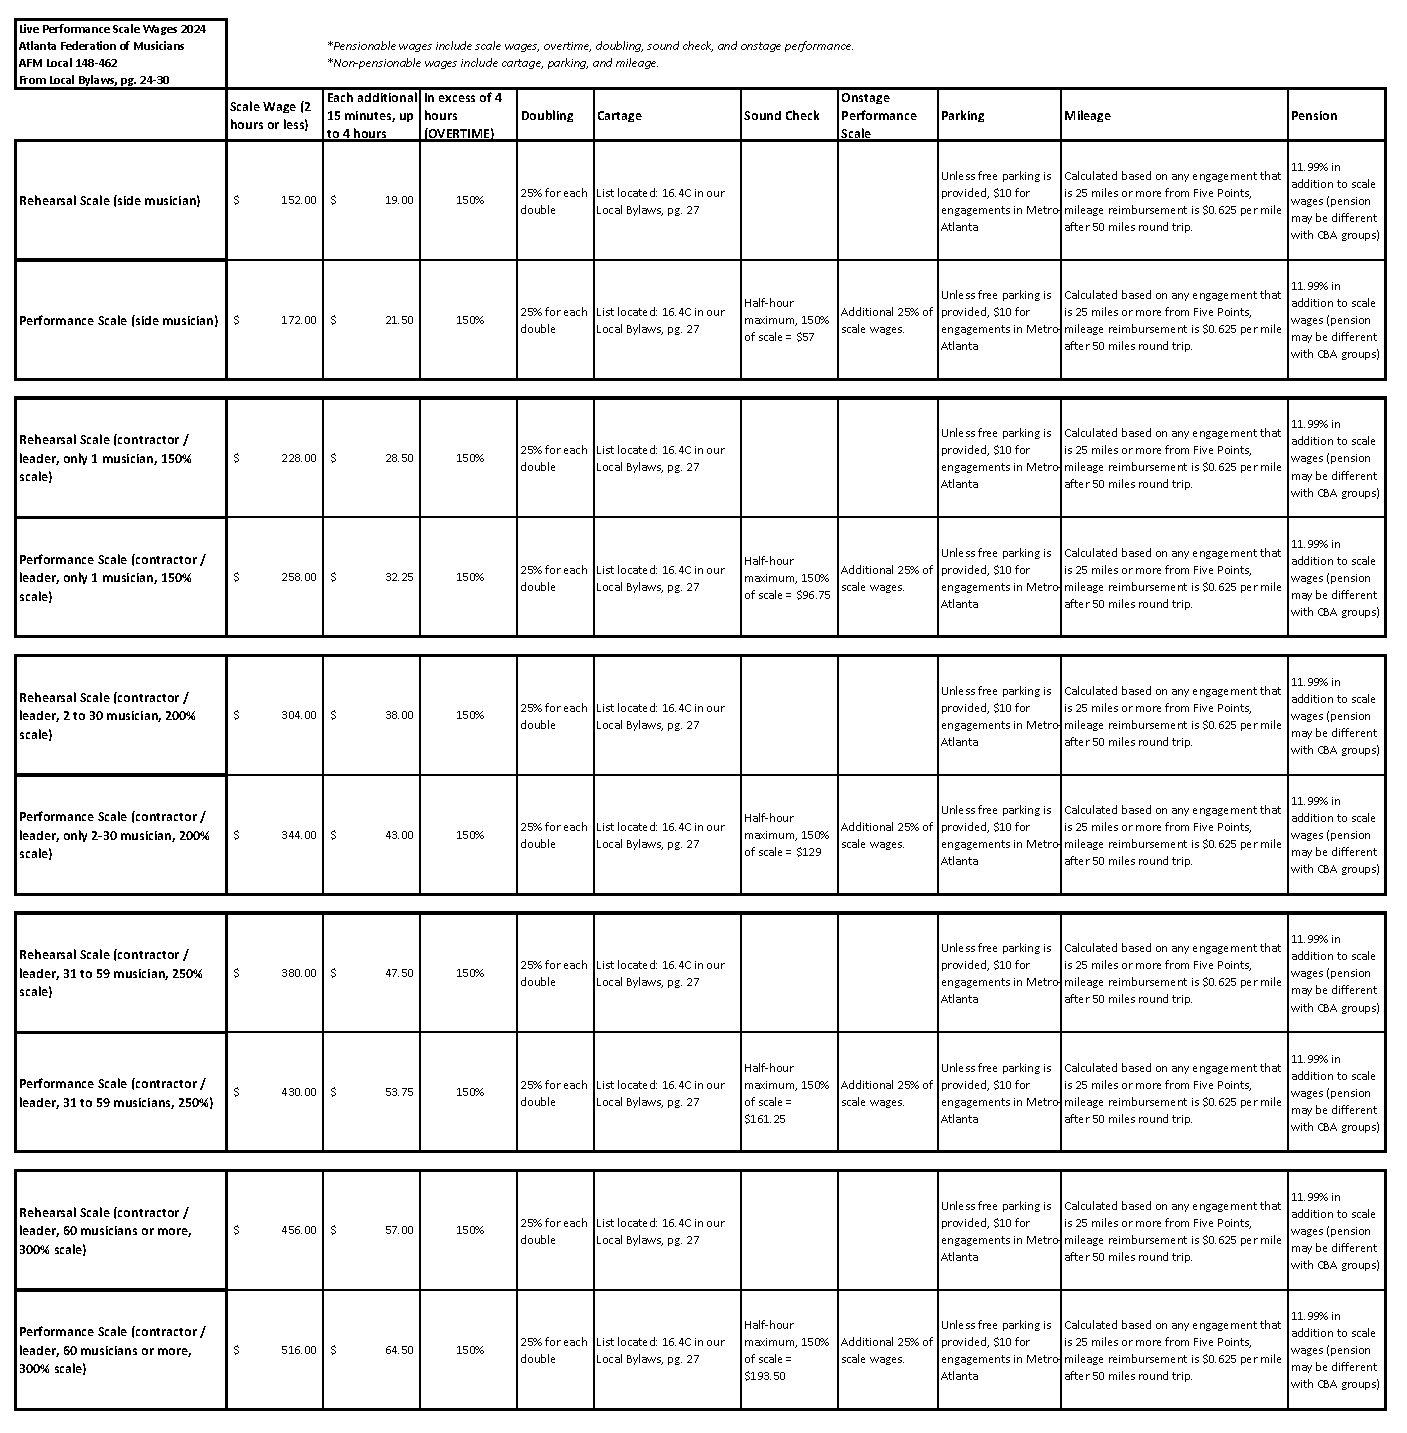 Live Performance Scale Wages 2024
Atlanta Federation of Musicians
AFM Local 148-462
From Local Bylaws, pg. 24-30
*Pensionable wages include scale wages, overtime, doubling, sound check, and onstage performance.
*Non-pensionable wages include cartage, parking, and mileage.
Scale Wage (2
hours or less)
Each additional
15 minutes, up
to 4 hours
In excess of 4
hours
(OVERTIME)
Doubling
Cartage
Sound Check
Onstage
Performance
Scale
Parking
Mileage
Pension
Rehearsal Scale (side musician)
$ 152.00
$ 19.00
150%
25% for each
double
List located: 16.4C in our
Local Bylaws, pg. 27
Unless free parking is
provided, $10 for
engagements in Metro-
Atlanta
Calculated based on any engagement that
is 25 miles or more from Five Points,
mileage reimbursement is $0.625 per mile
after 50 miles round trip.
11.99% in
addition to scale
wages (pension
may be different
with CBA groups)
Performance Scale (side musician)
$ 172.00
$ 21.50
150%
25% for each
double
List located: 16.4C in our
Local Bylaws, pg. 27
Half-hour
maximum, 150%
of scale = $57
Additional 25% of
scale wages.
Unless free parking is
provided, $10 for
engagements in Metro-
Atlanta
Calculated based on any engagement that
is 25 miles or more from Five Points,
mileage reimbursement is $0.625 per mile
after 50 miles round trip.
11.99% in
addition to scale
wages (pension
may be different
with CBA groups)
Rehearsal Scale (contractor /
leader, only 1 musician, 150%
scale)
$ 228.00
$ 28.50
150%
25% for each
double
List located: 16.4C in our
Local Bylaws, pg. 27
Unless free parking is
provided, $10 for
engagements in Metro-
Atlanta
Calculated based on any engagement that
is 25 miles or more from Five Points,
mileage reimbursement is $0.625 per mile
after 50 miles round trip.
11.99% in
addition to scale
wages (pension
may be different
with CBA groups)
Performance Scale (contractor /
leader, only 1 musician, 150%
scale)
$ 258.00
$ 32.25
150%
25% for each
double
List located: 16.4C in our
Local Bylaws, pg. 27
Half-hour
maximum, 150%
of scale = $96.75
Additional 25% of
scale wages.
Unless free parking is
provided, $10 for
engagements in Metro-
Atlanta
Calculated based on any engagement that
is 25 miles or more from Five Points,
mileage reimbursement is $0.625 per mile
after 50 miles round trip.
11.99% in
addition to scale
wages (pension
may be different
with CBA groups)
Rehearsal Scale (contractor /
leader, 2 to 30 musician, 200%
scale)
$ 304.00
$ 38.00
150%
25% for each
double
List located: 16.4C in our
Local Bylaws, pg. 27
Unless free parking is
provided, $10 for
engagements in Metro-
Atlanta
Calculated based on any engagement that
is 25 miles or more from Five Points,
mileage reimbursement is $0.625 per mile
after 50 miles round trip.
11.99% in
addition to scale
wages (pension
may be different
with CBA groups)
Performance Scale (contractor /
leader, only 2-30 musician, 200%
scale)
$ 344.00
$ 43.00
150%
25% for each
double
List located: 16.4C in our
Local Bylaws, pg. 27
Half-hour
maximum, 150%
of scale = $129
Additional 25% of
scale wages.
Unless free parking is
provided, $10 for
engagements in Metro-
Atlanta
Calculated based on any engagement that
is 25 miles or more from Five Points,
mileage reimbursement is $0.625 per mile
after 50 miles round trip.
11.99% in
addition to scale
wages (pension
may be different
with CBA groups)
Rehearsal Scale (contractor /
leader, 31 to 59 musician, 250%
scale)
$ 380.00
$ 47.50
150%
25% for each
double
List located: 16.4C in our
Local Bylaws, pg. 27
Unless free parking is
provided, $10 for
engagements in Metro-
Atlanta
Calculated based on any engagement that
is 25 miles or more from Five Points,
mileage reimbursement is $0.625 per mile
after 50 miles round trip.
11.99% in
addition to scale
wages (pension
may be different
with CBA groups)
Performance Scale (contractor /
leader, 31 to 59 musicians, 250%)
$ 430.00
$ 53.75
150%
25% for each
double
List located: 16.4C in our
Local Bylaws, pg. 27
Half-hour
maximum, 150%
of scale =
$161.25
Additional 25% of
scale wages.
Unless free parking is
provided, $10 for
engagements in Metro-
Atlanta
Calculated based on any engagement that
is 25 miles or more from Five Points,
mileage reimbursement is $0.625 per mile
after 50 miles round trip.
11.99% in
addition to scale
wages (pension
may be different
with CBA groups)
Rehearsal Scale (contractor /
leader, 60 musicians or more,
300% scale)
$ 456.00
$ 57.00
150%
25% for each
double
List located: 16.4C in our
Local Bylaws, pg. 27
Unless free parking is
provided, $10 for
engagements in Metro-
Atlanta
Calculated based on any engagement that
is 25 miles or more from Five Points,
mileage reimbursement is $0.625 per mile
after 50 miles round trip.
11.99% in
addition to scale
wages (pension
may be different
with CBA groups)
Performance Scale (contractor /
leader, 60 musicians or more,
300% scale)
$ 516.00
$ 64.50
150%
25% for each
double
List located: 16.4C in our
Local Bylaws, pg. 27
Half-hour
maximum, 150%
of scale =
$193.50
Additional 25% of
scale wages.
Unless free parking is
provided, $10 for
engagements in Metro-
Atlanta
Calculated based on any engagement that
is 25 miles or more from Five Points,
mileage reimbursement is $0.625 per mile
after 50 miles round trip.
11.99% in
addition to scale
wages (pension
may be different
with CBA groups)